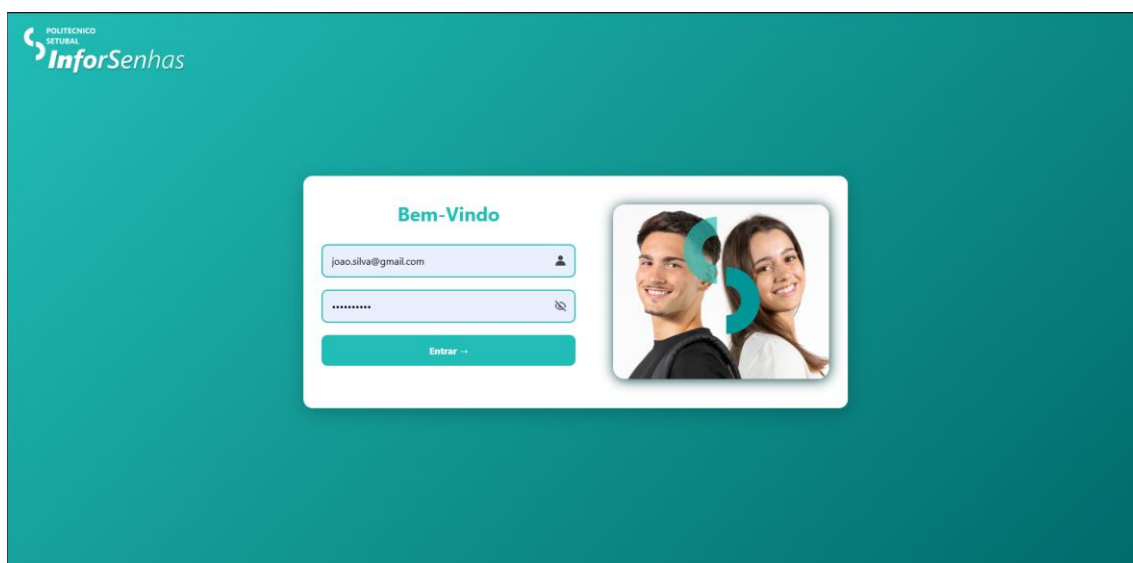 POLITECNICO
SETUBAL
InforSenhas
Bem-Vindo
joao.silva@gmail.com
••••••••••
Entrar →